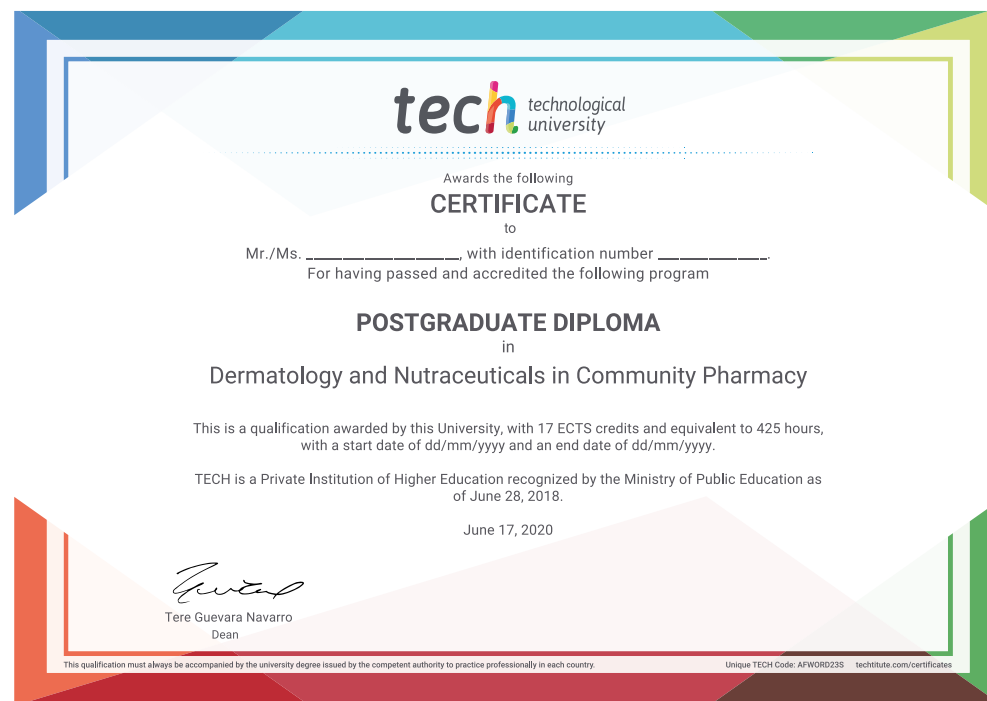 tech technological
university
Awards the following
CERTIFICATE
to
Mr./Ms. ____________________, with identification number ______________.
For having passed and accredited the following program
POSTGRADUATE DIPLOMA
in
Dermatology and Nutraceuticals in Community Pharmacy
This is a qualification awarded by this University, with 17 ECTS credits and equivalent to 425 hours,
with a start date of dd/mm/yyyy and an end date of dd/mm/yyyy.
TECH is a Private Institution of Higher Education recognized by the Ministry of Public Education as
of June 28, 2018.
June 17, 2020
Tere Guevara Navarro
Dean
This qualification must always be accompanied by the university degree issued by the competent authority to practice professionally in each country.
Unique TECH Code: AFWORD23S techtitute.com/certificates